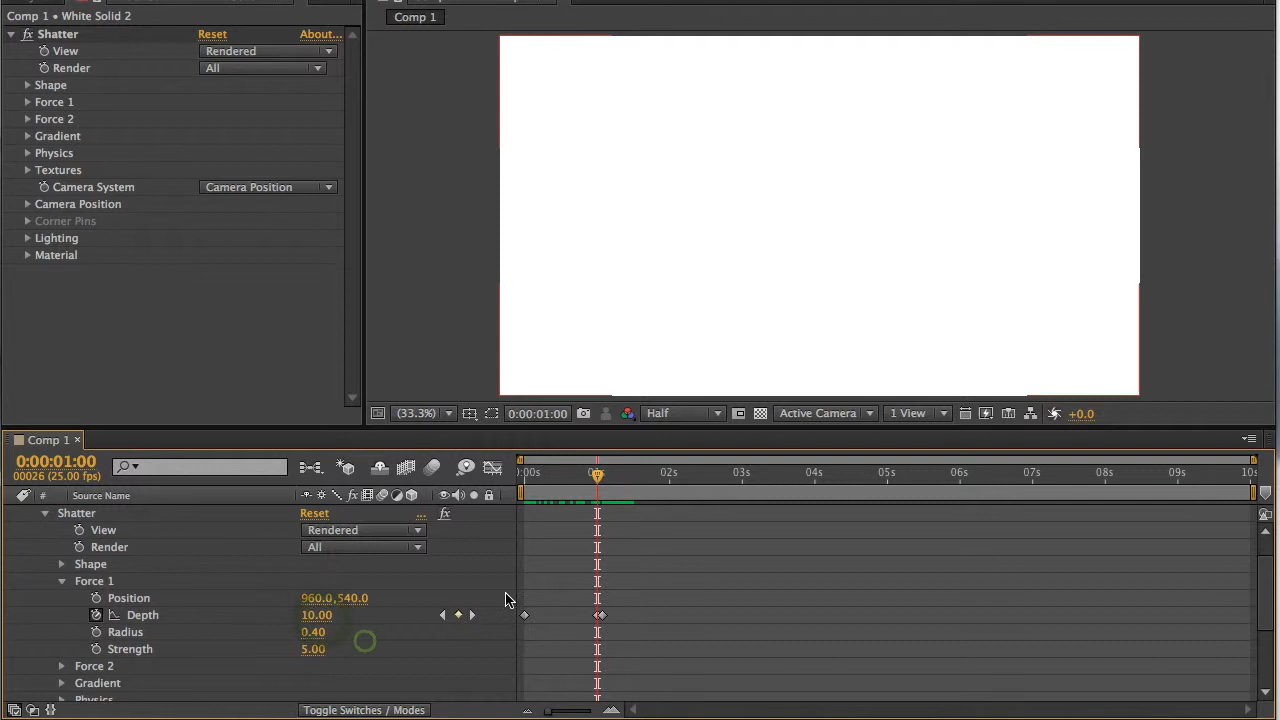 Comp 1 • White Solid 2
Shatter Reset About...
View Rendered
Render All
Shape
Force 1
Force 2
Gradient
Physics
Textures
Camera System Camera Position
Camera Position
Corner Pins
Lighting
Material
Comp 1
(33.3%) 0:00:01:00 Half Active Camera 1 View +0.0
Comp 1 ×
0:00:01:00
00026 (25.00 fps)
# Source Name
0:00s 02s 03s 04s 05s 06s 07s 08s 09s 10s
Shatter Reset ... fx
View Rendered
Render All
Shape
Force 1
Position 960.0,540.0
Depth 10.00
Radius 0.40
Strength 5.00
Force 2
Gradient
Physics
Toggle Switches / Modes